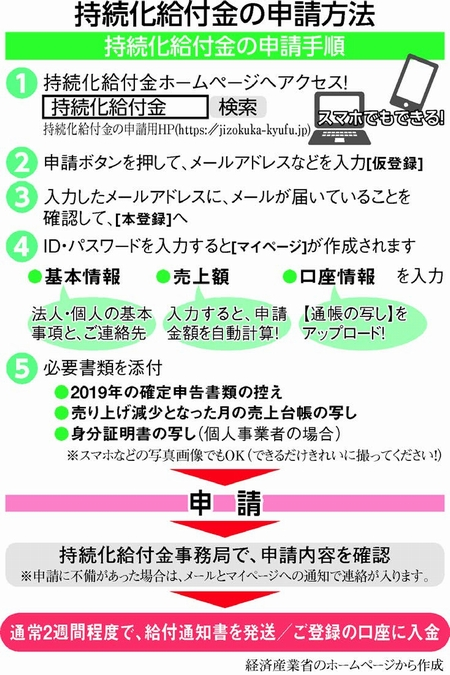 持続化給付金の申請方法
持続化給付金の申請手順
1 持続化給付金ホームページへアクセス!
持続化給付金 検索
スマホでもできる!
持続化給付金の申請用HP(https://jizokuka-kyufu.jp)
2 申請ボタンを押して、メールアドレスなどを入力[仮登録]
3 入力したメールアドレスに、メールが届いていることを
確認して、[本登録]へ
4 ID・パスワードを入力すると[マイページ]が作成されます
●基本情報 ●売上額 ●口座情報 を入力
法人・個人の基本
事項と、ご連絡先
入力すると、申請
金額を自動計算!
【通帳の写し】を
アップロード!
5 必要書類を添付
●2019年の確定申告書類の控え
●売り上げ減少となった月の売上台帳の写し
●身分証明書の写し(個人事業者の場合)
※スマホなどの写真画像でもOK(できるだけきれいに撮ってください!)
申請
持続化給付金事務局で、申請内容を確認
※申請に不備があった場合は、メールとマイページへの通知で連絡が入ります。
通常2週間程度で、給付通知書を発送/ご登録の口座に入金
経済産業省のホームページから作成